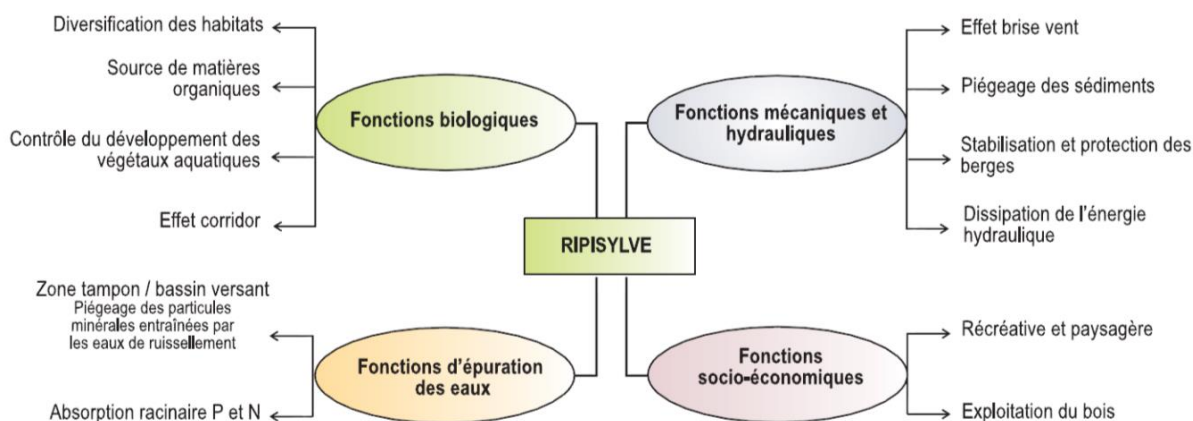 Diversification des habitats
Source de matières
organiques
Contrôle du développement des
végétaux aquatiques
Effet corridor
Fonctions biologiques
Fonctions mécaniques et
hydrauliques
Effet brise vent
Piégeage des sédiments
Stabilisation et protection des
berges
Dissipation de l'énergie
hydraulique
RIPISYLVE
Zone tampon / bassin versant
Piégeage des particules
minérales entraînées par
les eaux de ruissellement
Absorption racinaire P et N
Fonctions d'épuration
des eaux
Fonctions
socio-économiques
Récréative et paysagère
Exploitation du bois